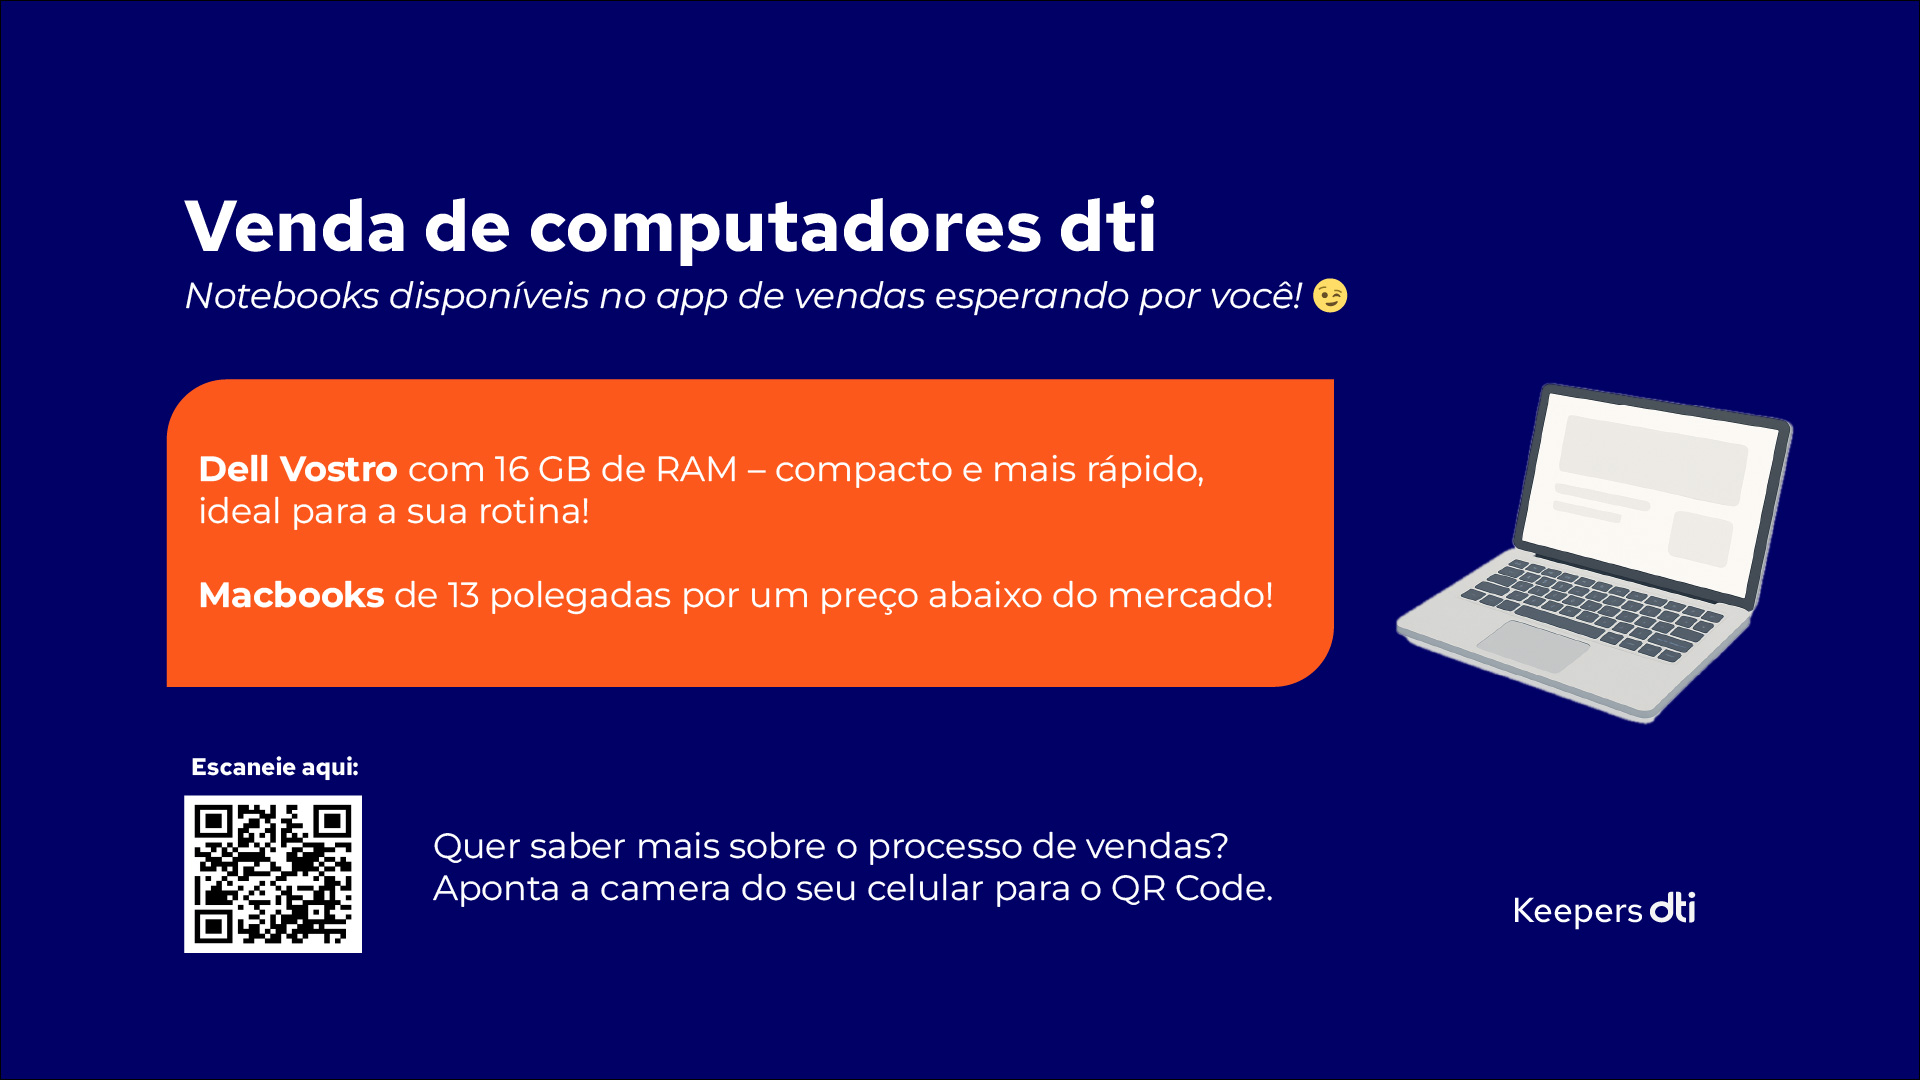 Venda de computadores dti
Notebooks disponíveis no app de vendas esperando por você! 😉
Dell Vostro com 16 GB de RAM – compacto e mais rápido,
ideal para a sua rotina!
Macbooks de 13 polegadas por um preço abaixo do mercado!
Escaneie aqui:
Quer saber mais sobre o processo de vendas?
Aponta a camera do seu celular para o QR Code.
Keepers dti